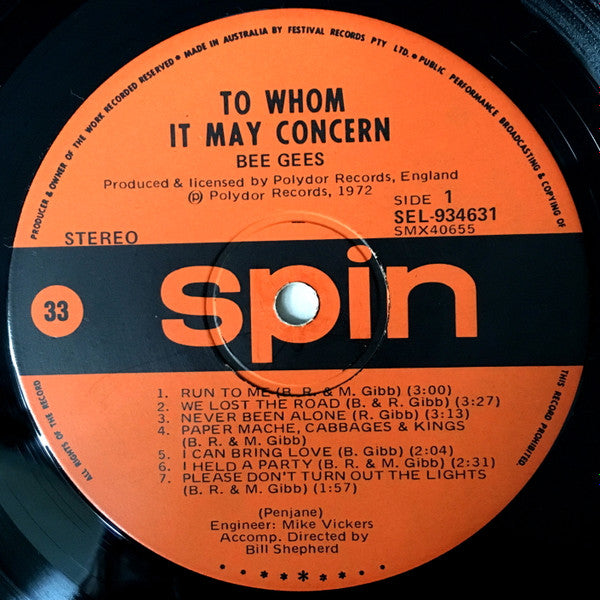 PRODUCER & OWNER OF THE WORK RECORDED RESERVED • MADE IN AUSTRALIA BY FESTIVAL RECORDS PTY LTD. • PUBLIC PERFORMANCE BROADCASTING & COPYING OF
TO WHOM
IT MAY CONCERN
BEE GEES
Produced & licensed by Polydor Records, England
℗ Polydor Records, 1972
SIDE 1
SEL-934631
SMX40655
STEREO
33
spin
1. RUN TO ME (B. R. & M. Gibb) (3:00)
2. WE LOST THE ROAD (B. & R. Gibb) (3:27)
3. NEVER BEEN ALONE (R. Gibb) (3:13)
4. PAPER MACHE, CABBAGES & KINGS
(B. R. & M. Gibb)
5. I CAN BRING LOVE (B. Gibb) (2:04)
6. I HELD A PARTY (B. R. & M. Gibb) (2:31)
7. PLEASE DON'T TURN OUT THE LIGHTS
(B. R. & M. Gibb) (1:57)
(Penjane)
Engineer: Mike Vickers
Accomp. Directed by
Bill Shepherd
ALL RIGHTS OF THE RECORD
THIS RECORD PROHIBITED.